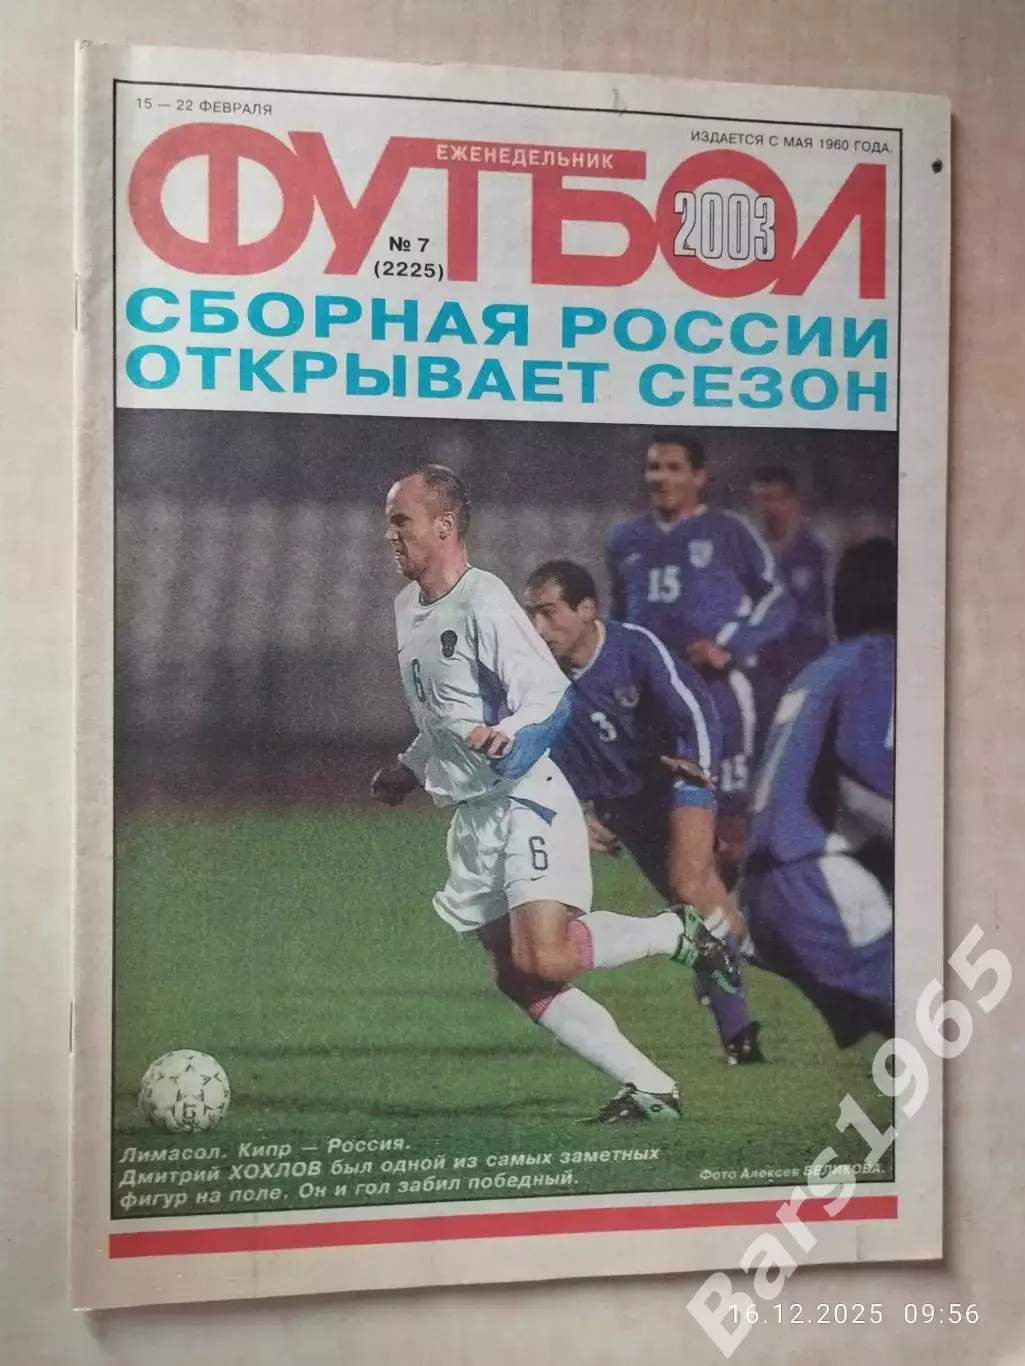 15 — 22 ФЕВРАЛЯ
ИЗДАЕТСЯ С МАЯ 1960 ГОДА.
ЕЖЕНЕДЕЛЬНИК
ФУТБОЛ
2003
№ 7
(2225)
СБОРНАЯ РОССИИ
ОТКРЫВАЕТ СЕЗОН
15
3
6
15
6
Лимасол. Кипр — Россия.
Дмитрий ХОХЛОВ был одной из самых заметных
фигур на поле. Он и гол забил победный.
Фото Алексея БЕЛИКОВА.
Bars1965
16.12.2025 09:56